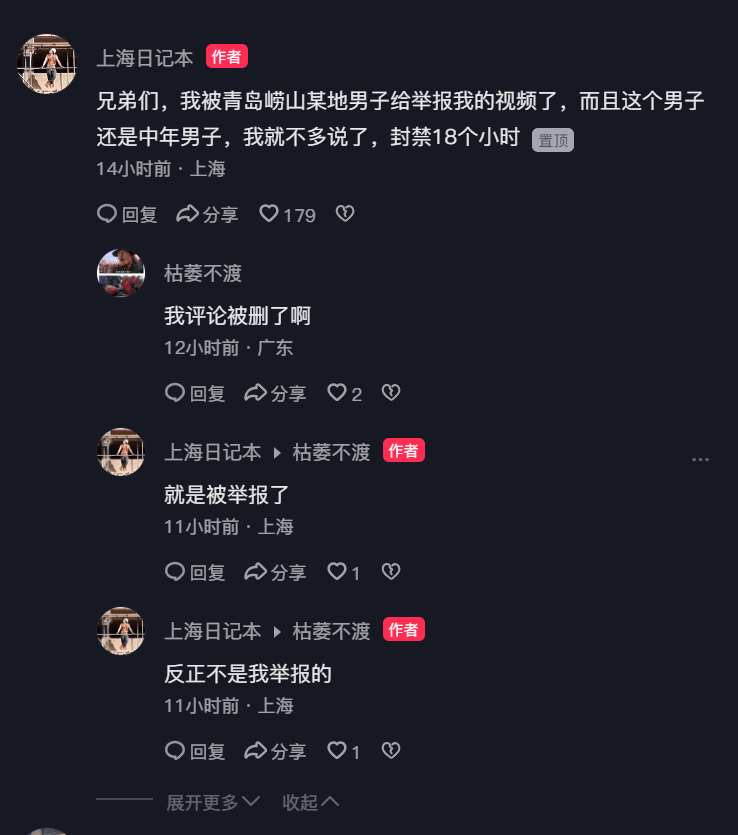 上海日记本 作者
兄弟们，我被青岛崂山某地男子给举报我的视频了，而且这个男子
还是中年男子，我就不多说了，封禁18个小时 置顶
14小时前 · 上海
回复 分享 179
枯萎不渡
我评论被删了啊
12小时前 · 广东
回复 分享 2
上海日记本 枯萎不渡 作者
就是被举报了
11小时前 · 上海
回复 分享 1
上海日记本 枯萎不渡 作者
反正不是我举报的
11小时前 · 上海
回复 分享 1
展开更多 收起